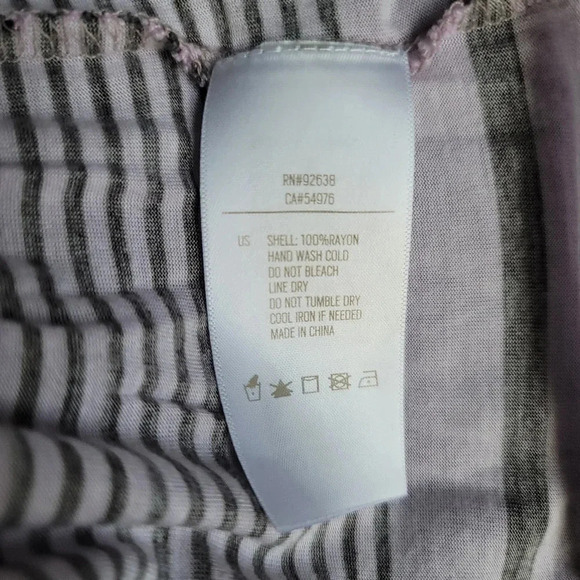 RN#92638
CA#54976
US SHELL: 100%RAYON
HAND WASH COLD
DO NOT BLEACH
LINE DRY
DO NOT TUMBLE DRY
COOL IRON IF NEEDED
MADE IN CHINA